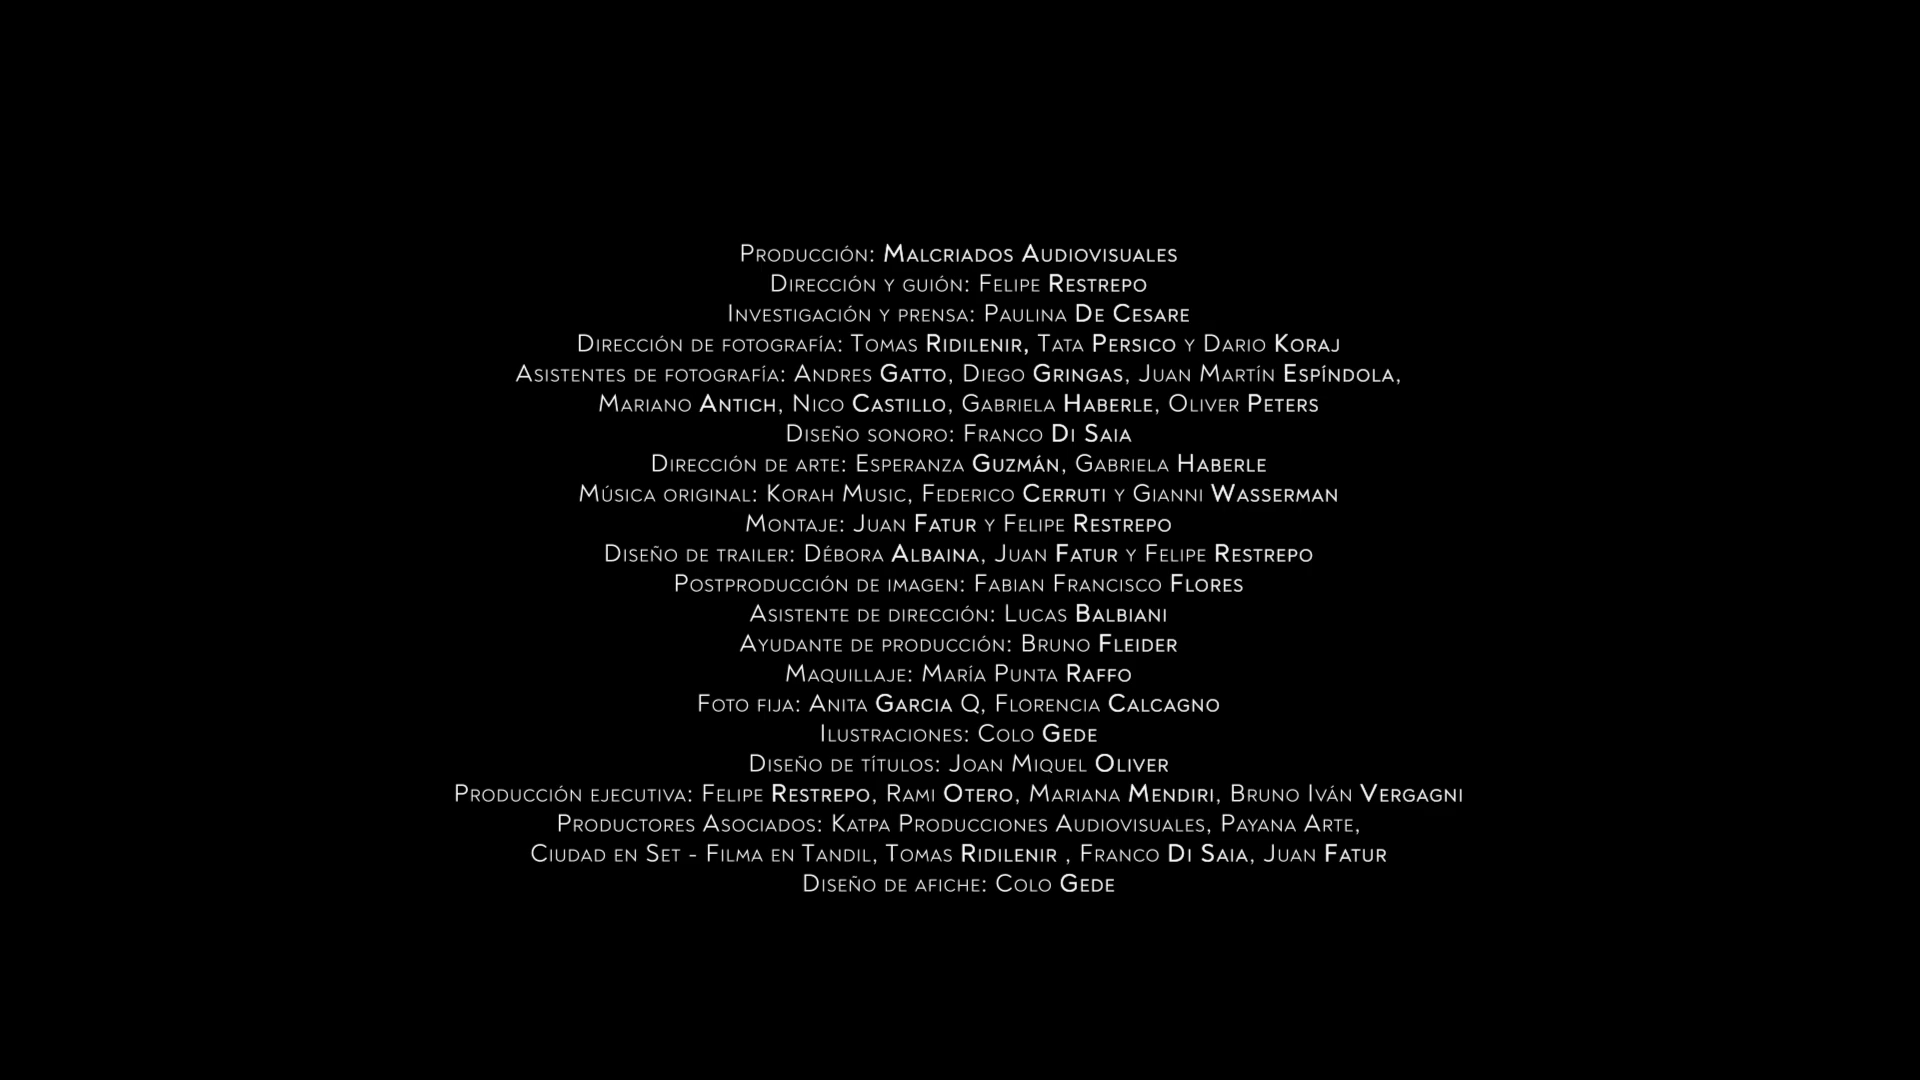 Producción: Malcriados Audiovisuales
Dirección y guión: Felipe Restrepo
Investigación y prensa: Paulina De Cesare
Dirección de fotografía: Tomas Ridilenir, Tata Persico y Dario Koraj
Asistentes de fotografía: Andres Gatto, Diego Gringas, Juan Martín Espíndola,
Mariano Antich, Nico Castillo, Gabriela Haberle, Oliver Peters
Diseño sonoro: Franco Di Saia
Dirección de arte: Esperanza Guzmán, Gabriela Haberle
Música original: Korah Music, Federico Cerruti y Gianni Wasserman
Montaje: Juan Fatur y Felipe Restrepo
Diseño de trailer: Débora Albaina, Juan Fatur y Felipe Restrepo
Postproducción de imagen: Fabian Francisco Flores
Asistente de dirección: Lucas Balbiani
Ayudante de producción: Bruno Fleider
Maquillaje: María Punta Raffo
Foto fija: Anita Garcia Q, Florencia Calcagno
Ilustraciones: Colo Gede
Diseño de títulos: Joan Miquel Oliver
Producción ejecutiva: Felipe Restrepo, Rami Otero, Mariana Mendiri, Bruno Iván Vergagni
Productores Asociados: Katpa Producciones Audiovisuales, Payana Arte,
Ciudad en Set - Filma en Tandil, Tomas Ridilenir , Franco Di Saia, Juan Fatur
Diseño de afiche: Colo Gede